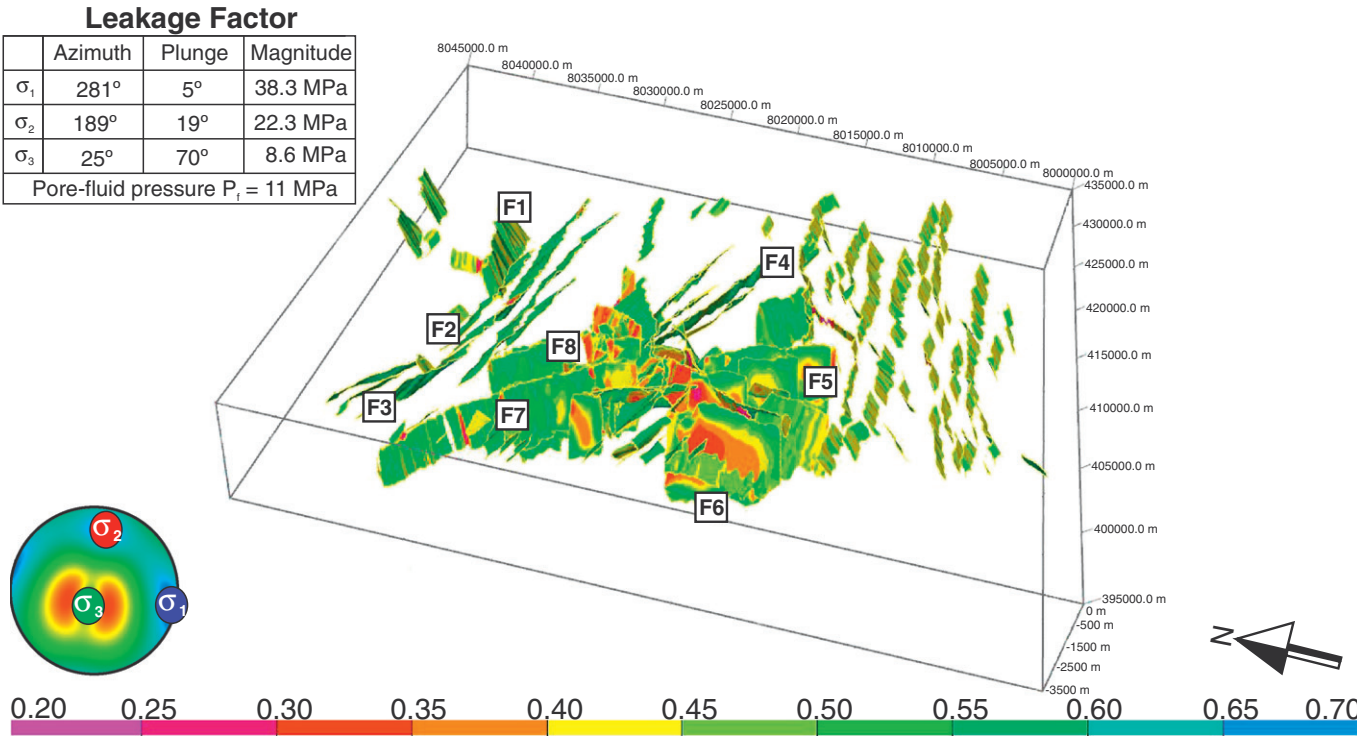 Leakage Factor
Azimuth Plunge Magnitude
σ1 281º 5º 38.3 MPa
σ2 189º 19º 22.3 MPa
σ3 25º 70º 8.6 MPa
Pore-fluid pressure Pf = 11 MPa
8045000.0 m
8040000.0 m
8035000.0 m
8030000.0 m
8025000.0 m
8020000.0 m
8015000.0 m
8010000.0 m
8005000.0 m
8000000.0 m
435000.0 m
430000.0 m
425000.0 m
420000.0 m
415000.0 m
410000.0 m
405000.0 m
400000.0 m
395000.0 m
0 m
-500 m
-1500 m
-2500 m
-3500 m
F1
F4
F2
F8
F5
F3
F7
F6
σ2
σ3
σ1
N
0.20 0.25 0.30 0.35 0.40 0.45 0.50 0.55 0.60 0.65 0.70